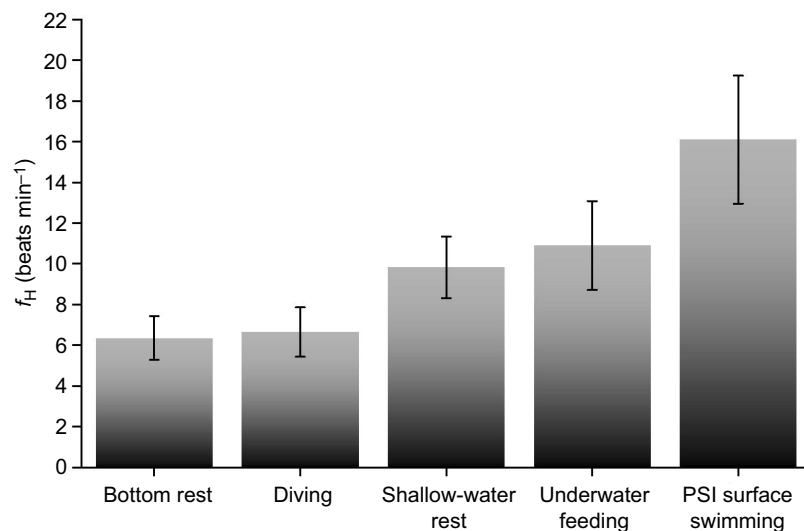 22
20
18
16
14
12
10
8
6
4
2
0
fH (beats min–1)
Bottom rest
Diving
Shallow-water
rest
Underwater
feeding
PSI surface
swimming